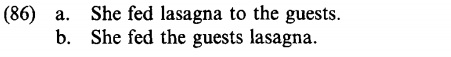 (86) a. She fed lasagna to the guests.
b. She fed the guests lasagna.